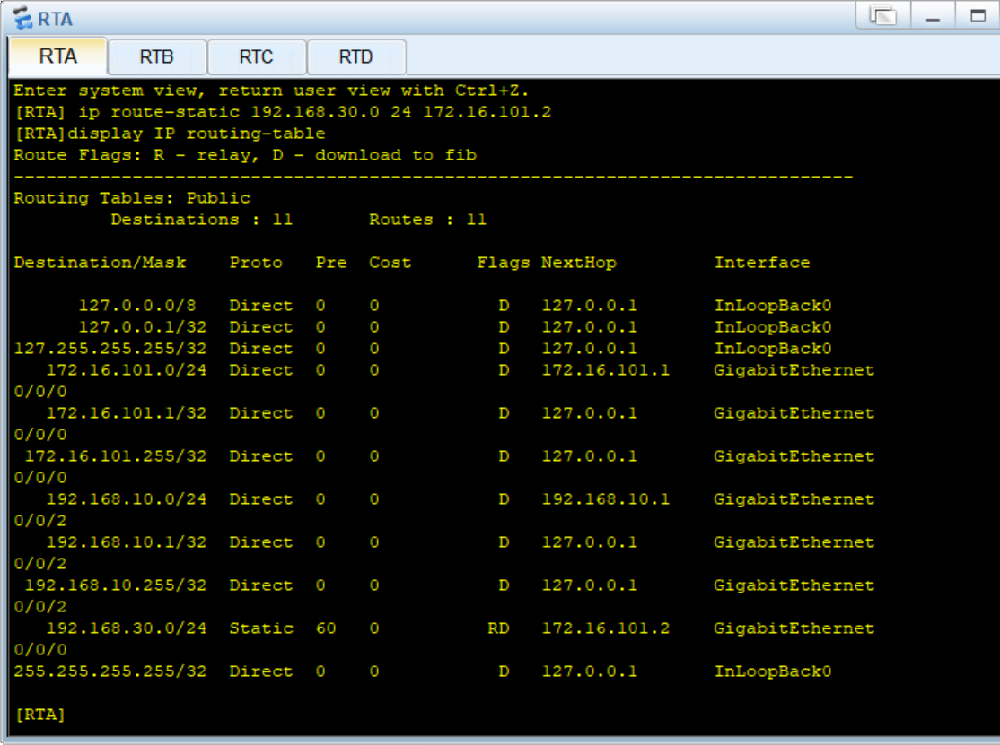 RTA
RTA RTB RTC RTD
Enter system view, return user view with Ctrl+Z.
[RTA] ip route-static 192.168.30.0 24 172.16.101.2
[RTA]display IP routing-table
Route Flags: R - relay, D - download to fib
------------------------------------------------------------------------------
Routing Tables: Public
         Destinations : 11       Routes : 11
Destination/Mask    Proto   Pre  Cost      Flags NextHop         Interface
      127.0.0.0/8   Direct  0    0           D   127.0.0.1       InLoopBack0
      127.0.0.1/32  Direct  0    0           D   127.0.0.1       InLoopBack0
127.255.255.255/32  Direct  0    0           D   127.0.0.1       InLoopBack0
   172.16.101.0/24  Direct  0    0           D   172.16.101.1    GigabitEthernet
0/0/0
   172.16.101.1/32  Direct  0    0           D   127.0.0.1       GigabitEthernet
0/0/0
 172.16.101.255/32  Direct  0    0           D   127.0.0.1       GigabitEthernet
0/0/0
   192.168.10.0/24  Direct  0    0           D   192.168.10.1    GigabitEthernet
0/0/2
   192.168.10.1/32  Direct  0    0           D   127.0.0.1       GigabitEthernet
0/0/2
 192.168.10.255/32  Direct  0    0           D   127.0.0.1       GigabitEthernet
0/0/2
   192.168.30.0/24  Static  60   0          RD   172.16.101.2    GigabitEthernet
0/0/0
255.255.255.255/32  Direct  0    0           D   127.0.0.1       InLoopBack0
[RTA]